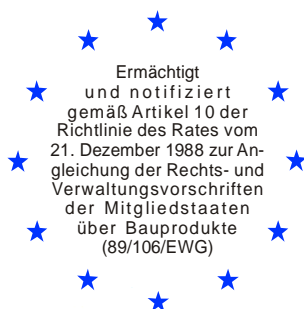 Ermächtigt
und notifiziert
gemäß Artikel 10 der
Richtlinie des Rates vom
21. Dezember 1988 zur An-
gleichung der Rechts- und
Verwaltungsvorschriften
der Mitgliedstaaten
über Bauprodukte
(89/106/EWG)